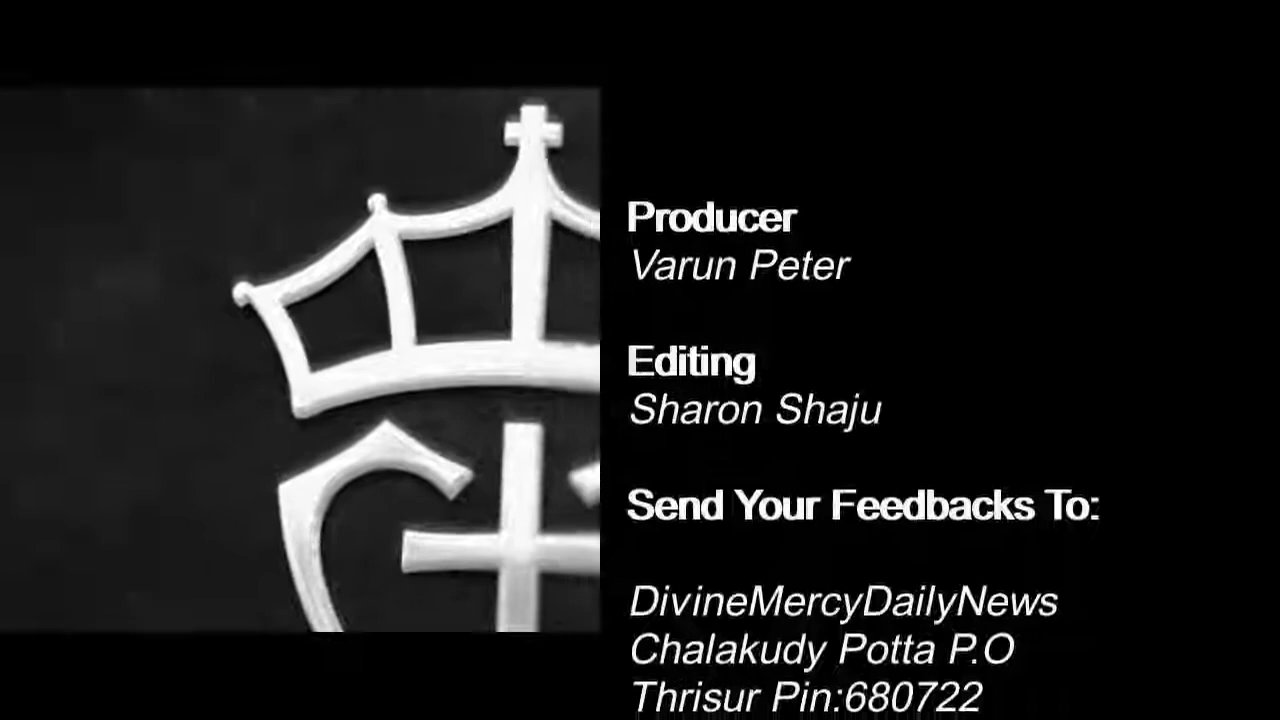 Producer
Varun Peter
Editing
Sharon Shaju
Send Your Feedbacks To:
DivineMercyDailyNews
Chalakudy Potta P.O
Thrisur Pin:680722